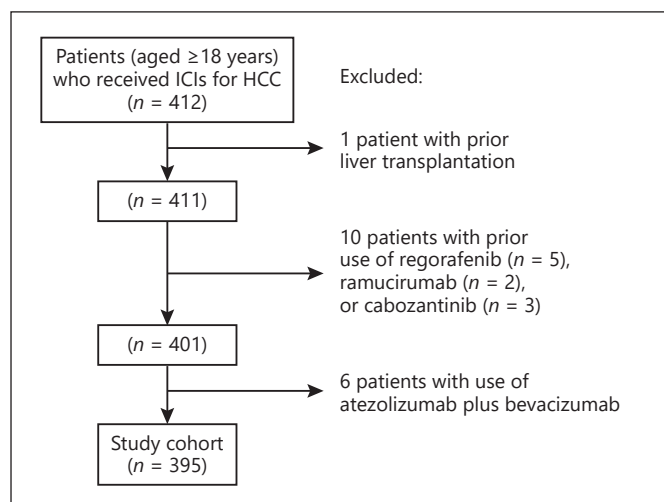 Patients (aged ≥18 years)
who received ICIs for HCC
(n = 412)
Excluded:
1 patient with prior
liver transplantation
(n = 411)
10 patients with prior
use of regorafenib (n = 5),
ramucirumab (n = 2),
or cabozantinib (n = 3)
(n = 401)
6 patients with use of
atezolizumab plus bevacizumab
Study cohort
(n = 395)